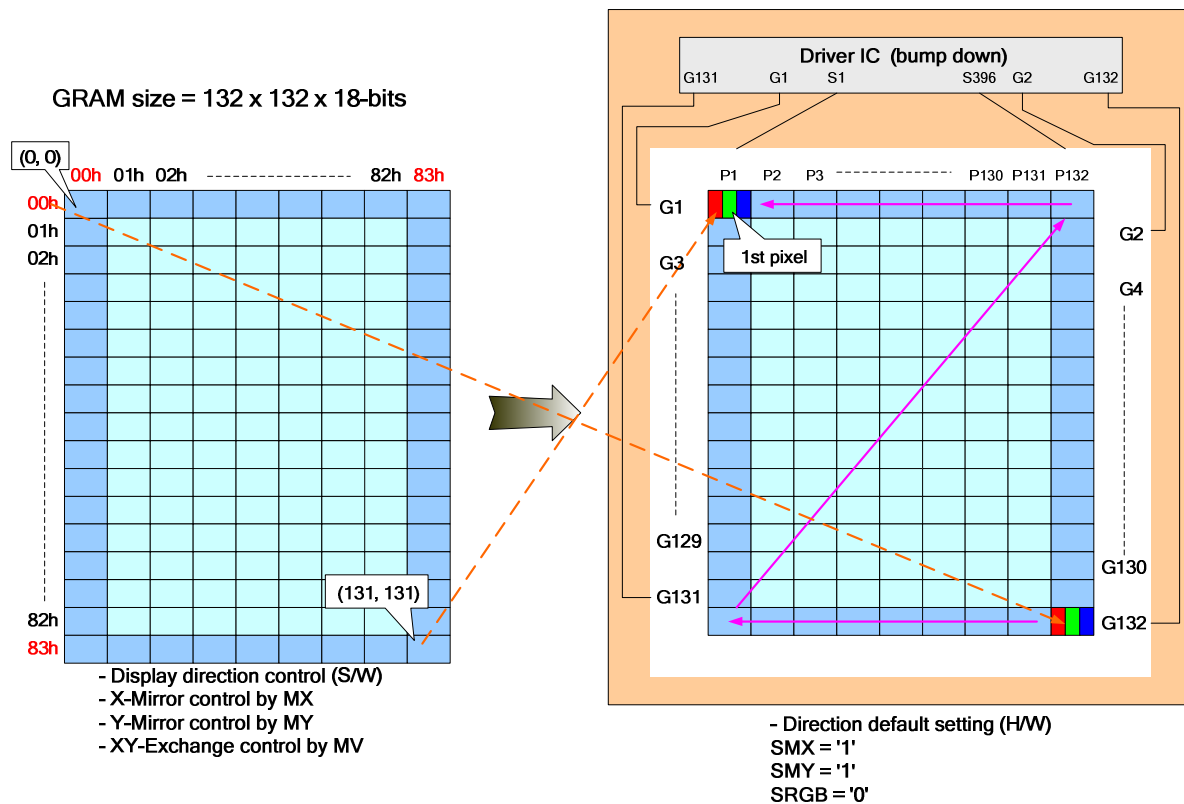 Driver IC (bump down)
G131 G1 S1 S396 G2 G132
GRAM size = 132 x 132 x 18-bits
(0, 0)
00h 01h 02h 82h 83h
00h
01h
02h
82h
83h
(131, 131)
- Display direction control (S/W)
- X-Mirror control by MX
- Y-Mirror control by MY
- XY-Exchange control by MV
P1 P2 P3 P130 P131 P132
G1
G3
G129
G131
1st pixel
G2
G4
G130
G132
- Direction default setting (H/W)
SMX = '1'
SMY = '1'
SRGB = '0'